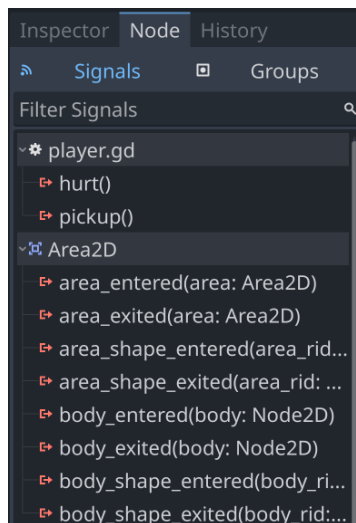 Inspector Node History
Signals Groups
Filter Signals
player.gd
hurt()
pickup()
Area2D
area_entered(area: Area2D)
area_exited(area: Area2D)
area_shape_entered(area_rid...
area_shape_exited(area_rid: ...
body_entered(body: Node2D)
body_exited(body: Node2D)
body_shape_entered(body_ri...
body_shape_exited(body_rid:...